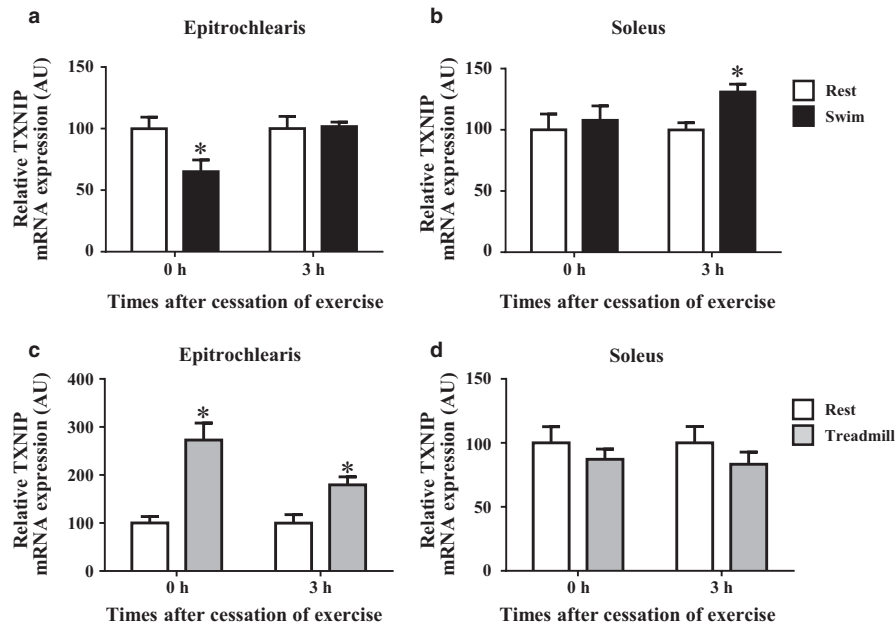 a
Epitrochlearis
Relative TXNIP
mRNA expression (AU)
150
100
50
0
*
0 h
3 h
Times after cessation of exercise
b
Soleus
Relative TXNIP
mRNA expression (AU)
150
100
50
0
*
0 h
3 h
Times after cessation of exercise
Rest
Swim
c
Epitrochlearis
Relative TXNIP
mRNA expression (AU)
400
300
200
100
0
*
*
0 h
3 h
Times after cessation of exercise
d
Soleus
Relative TXNIP
mRNA expression (AU)
150
100
50
0
0 h
3 h
Times after cessation of exercise
Rest
Treadmill